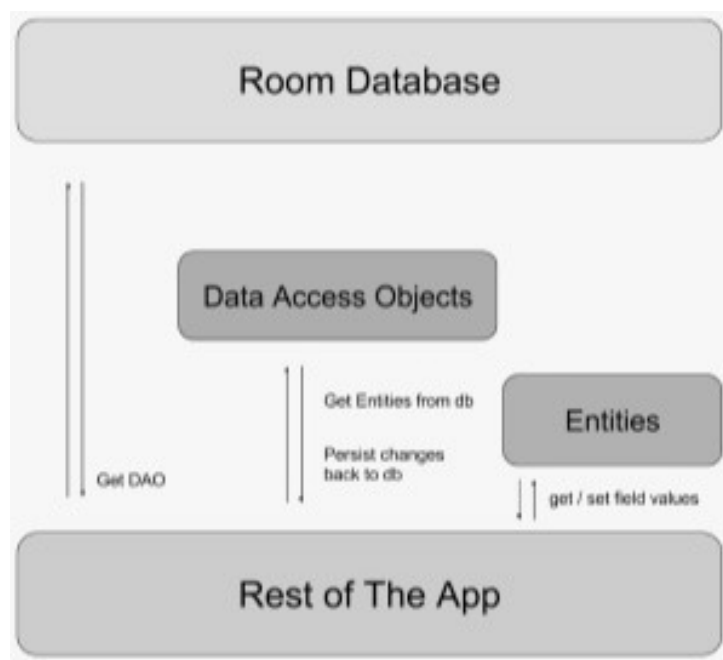 Room Database
Data Access Objects
Get Entities from db
Persist changes
back to db
Entities
Get DAO
get / set field values
Rest of The App